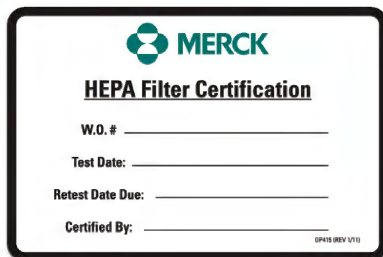 MERCK
HEPA Filter Certification
W.O. #
Test Date:
Retest Date Due:
Certified By:
DP415 (REV 1/11)